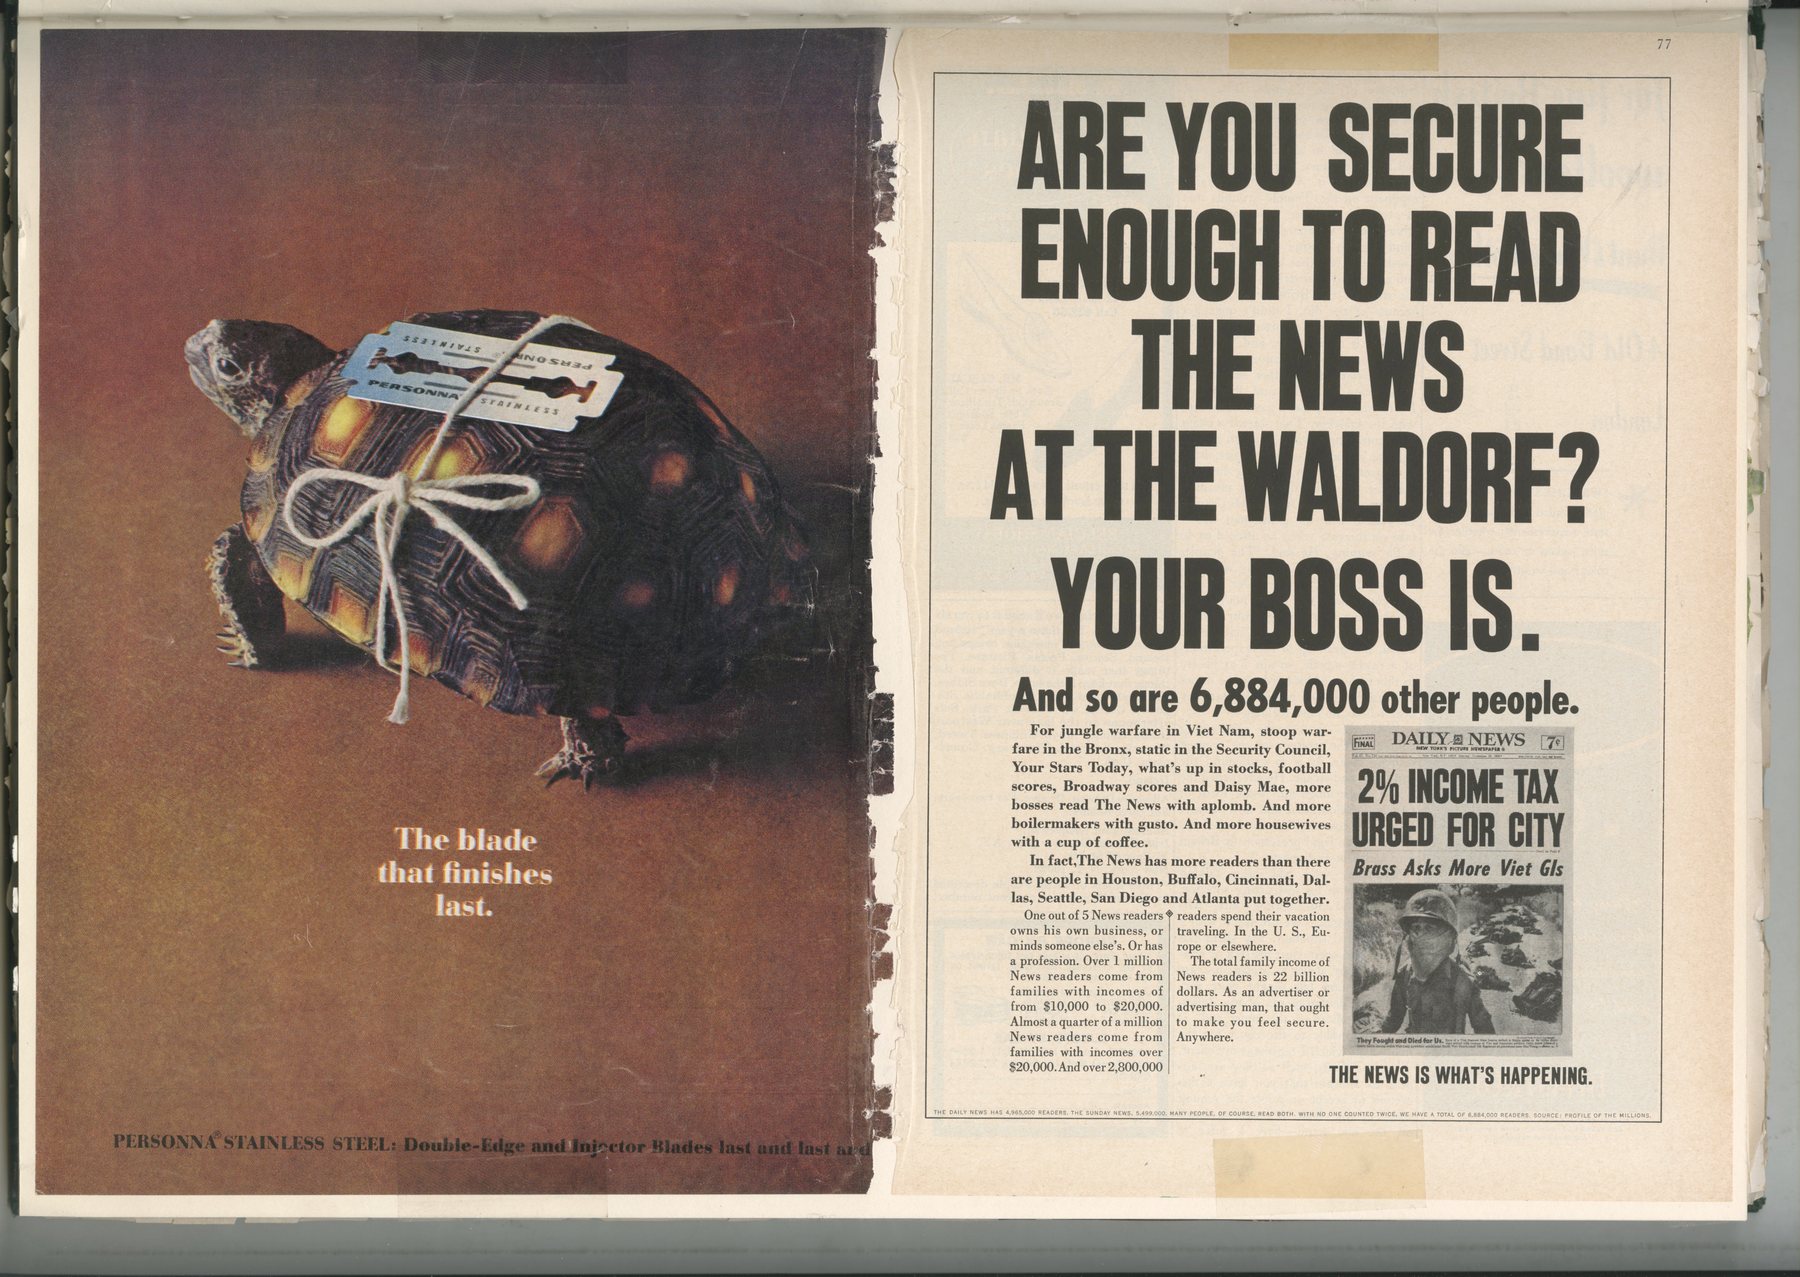 STAINLESS
PERSONNA
PERSONNA
STAINLESS
The blade
that finishes
last.
PERSONNA® STAINLESS STEEL: Double-Edge and Injector Blades last and last and
77
ARE YOU SECURE
ENOUGH TO READ
THE NEWS
AT THE WALDORF?
YOUR BOSS IS.
And so are 6,884,000 other people.
For jungle warfare in Viet Nam, stoop war-
fare in the Bronx, static in the Security Council,
Your Stars Today, what's up in stocks, football
scores, Broadway scores and Daisy Mae, more
bosses read The News with aplomb. And more
boilermakers with gusto. And more housewives
with a cup of coffee.
In fact,The News has more readers than there
are people in Houston, Buffalo, Cincinnati, Dal-
las, Seattle, San Diego and Atlanta put together.
One out of 5 News readers
owns his own business, or
minds someone else's. Or has
a profession. Over 1 million
News readers come from
families with incomes of
from $10,000 to $20,000.
Almost a quarter of a million
News readers come from
families with incomes over
$20,000. And over 2,800,000
readers spend their vacation
traveling. In the U. S., Eu-
rope or elsewhere.
The total family income of
News readers is 22 billion
dollars. As an advertiser or
advertising man, that ought
to make you feel secure.
Anywhere.
FINAL
DAILY NEWS
NEW YORK'S PICTURE NEWSPAPER ®
7¢
2% INCOME TAX
URGED FOR CITY
Brass Asks More Viet GIs
They Fought and Died for Us.
THE NEWS IS WHAT'S HAPPENING.
THE DAILY NEWS HAS 4,965,000 READERS. THE SUNDAY NEWS, 5,499,000. MANY PEOPLE, OF COURSE, READ BOTH. WITH NO ONE COUNTED TWICE, WE HAVE A TOTAL OF 6,884,000 READERS. SOURCE: PROFILE OF THE MILLIONS.